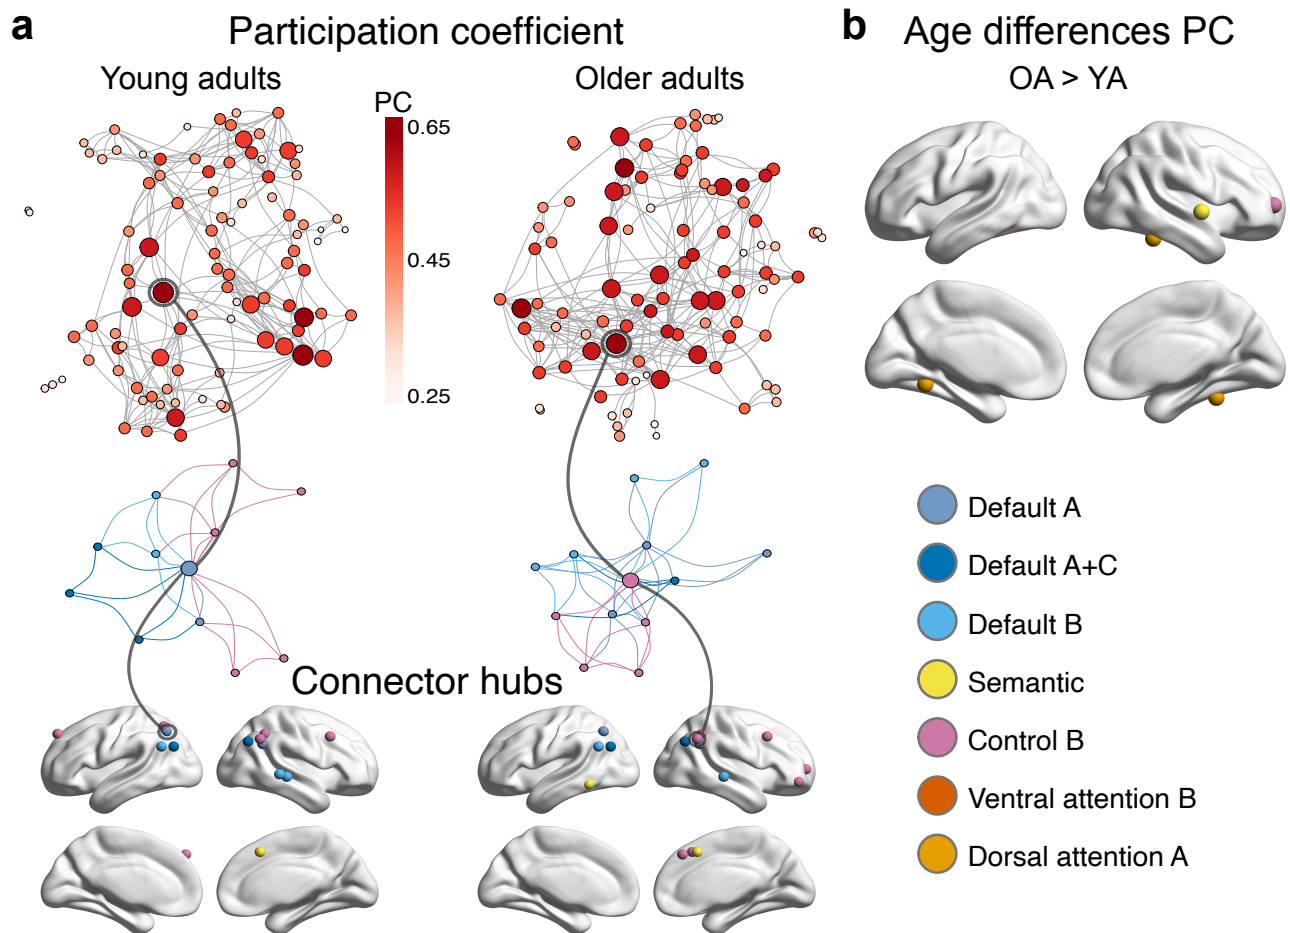 a
Participation coefficient
Young adults
Older adults
PC
0.65
0.45
0.25
Connector hubs
b
Age differences PC
OA > YA
Default A
Default A+C
Default B
Semantic
Control B
Ventral attention B
Dorsal attention A